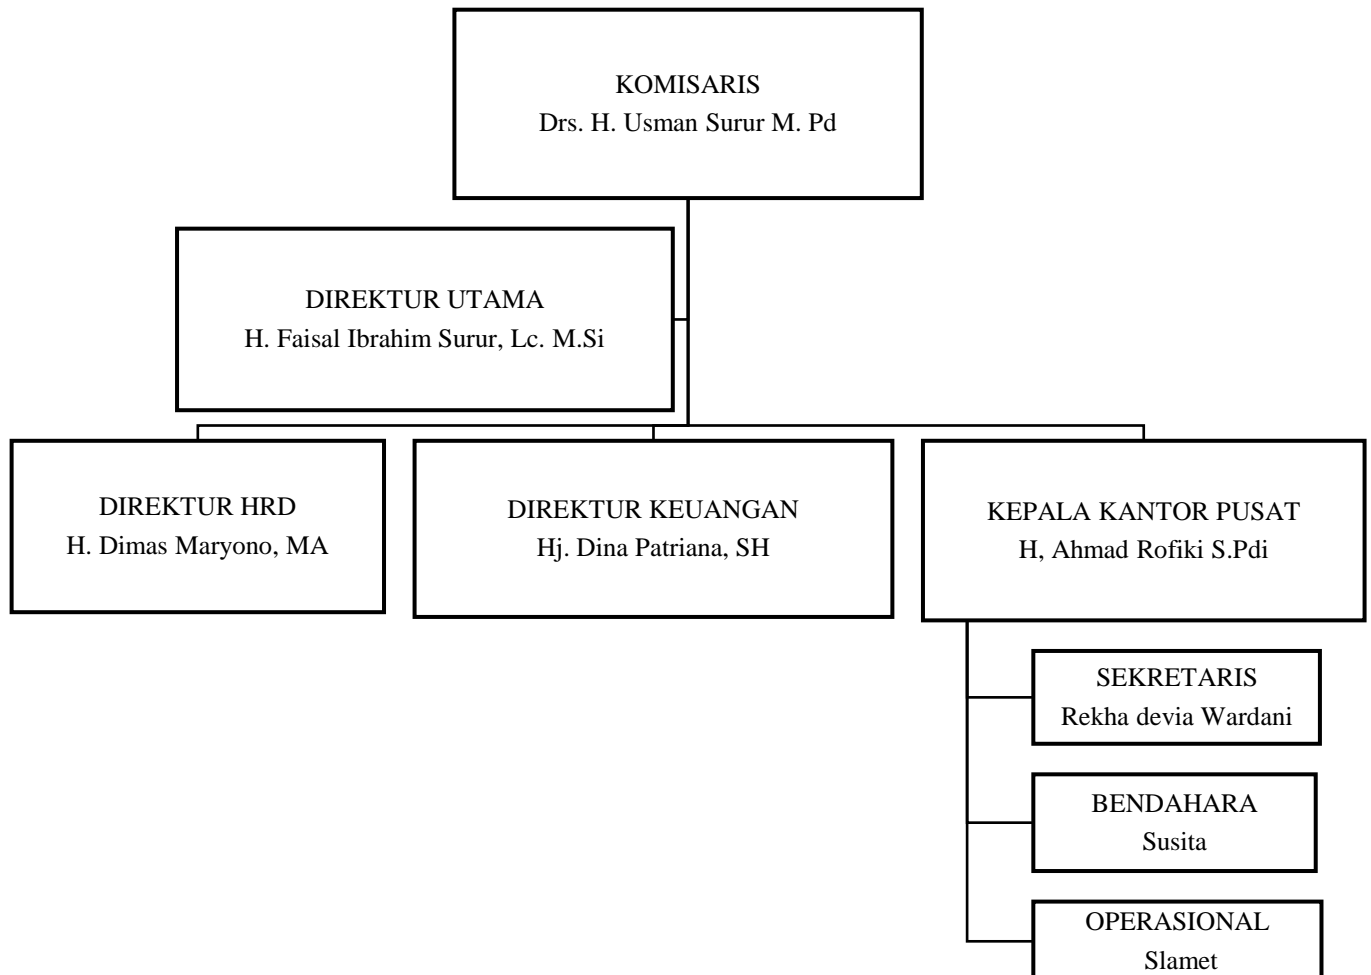 KOMISARIS
Drs. H. Usman Surur M. Pd
DIREKTUR UTAMA
H. Faisal Ibrahim Surur, Lc. M.Si
DIREKTUR HRD
H. Dimas Maryono, MA
DIREKTUR KEUANGAN
Hj. Dina Patriana, SH
KEPALA KANTOR PUSAT
H, Ahmad Rofiki S.Pdi
SEKRETARIS
Rekha devia Wardani
BENDAHARA
Susita
OPERASIONAL
Slamet